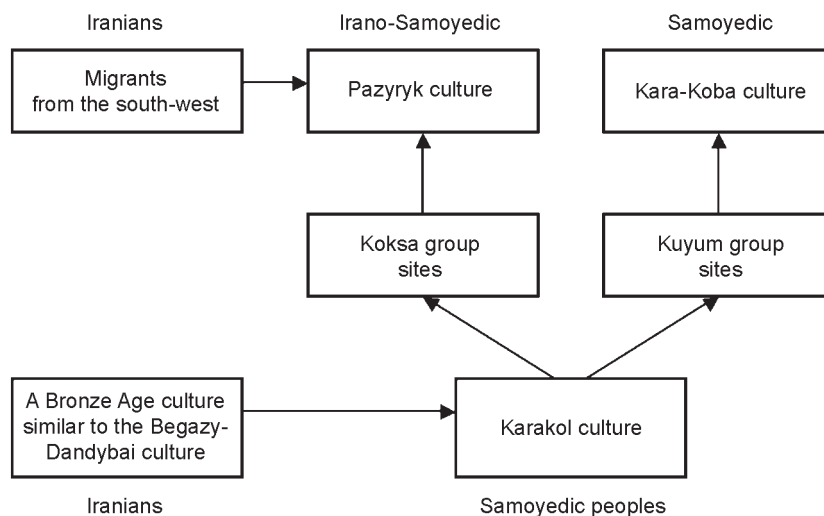 Iranians
Irano-Samoyedic
Samoyedic
Migrants
from the south-west
Pazyryk culture
Kara-Koba culture
Koksa group
sites
Kuyum group
sites
A Bronze Age culture
similar to the Begazy-
Dandybai culture
Karakol culture
Iranians
Samoyedic peoples